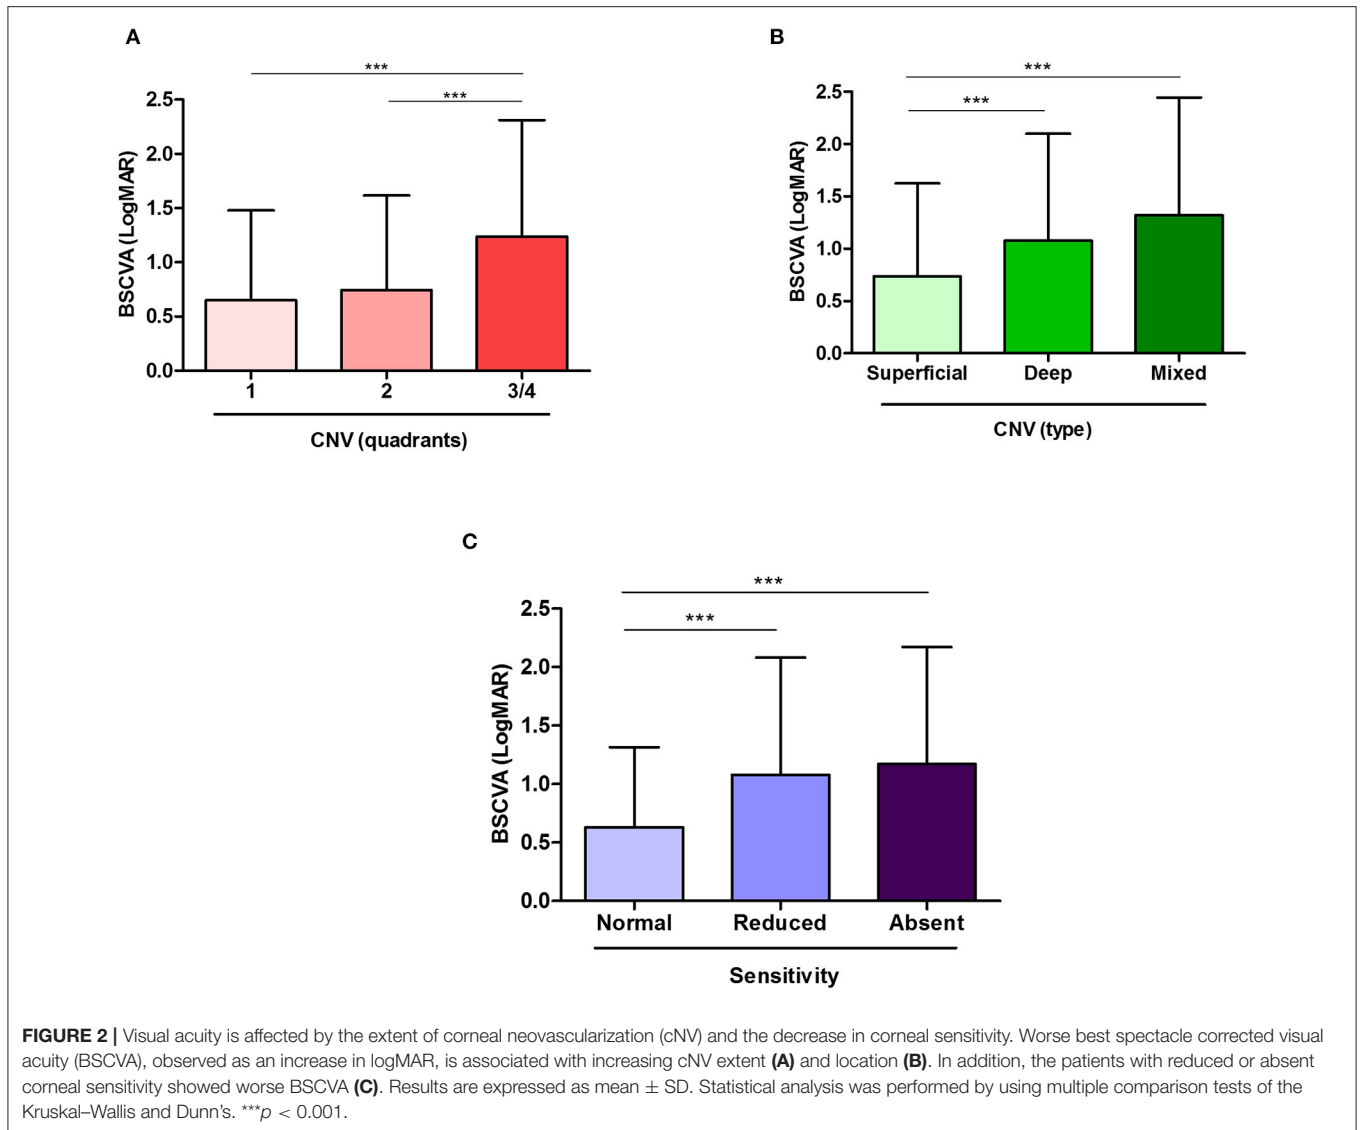 A
***
***
2.5
2.0
1.5
1.0
0.5
0.0
BSCVA (LogMAR)
1 2 3/4
CNV (quadrants)
B
***
***
2.5
2.0
1.5
1.0
0.5
0.0
BSCVA (LogMAR)
Superficial Deep Mixed
CNV (type)
C
***
***
2.5
2.0
1.5
1.0
0.5
0.0
BSCVA (LogMAR)
Normal Reduced Absent
Sensitivity
FIGURE 2 | Visual acuity is affected by the extent of corneal neovascularization (cNV) and the decrease in corneal sensitivity. Worse best spectacle corrected visual
acuity (BSCVA), observed as an increase in logMAR, is associated with increasing cNV extent (A) and location (B). In addition, the patients with reduced or absent
corneal sensitivity showed worse BSCVA (C). Results are expressed as mean ± SD. Statistical analysis was performed by using multiple comparison tests of the
Kruskal–Wallis and Dunn's. ***p < 0.001.